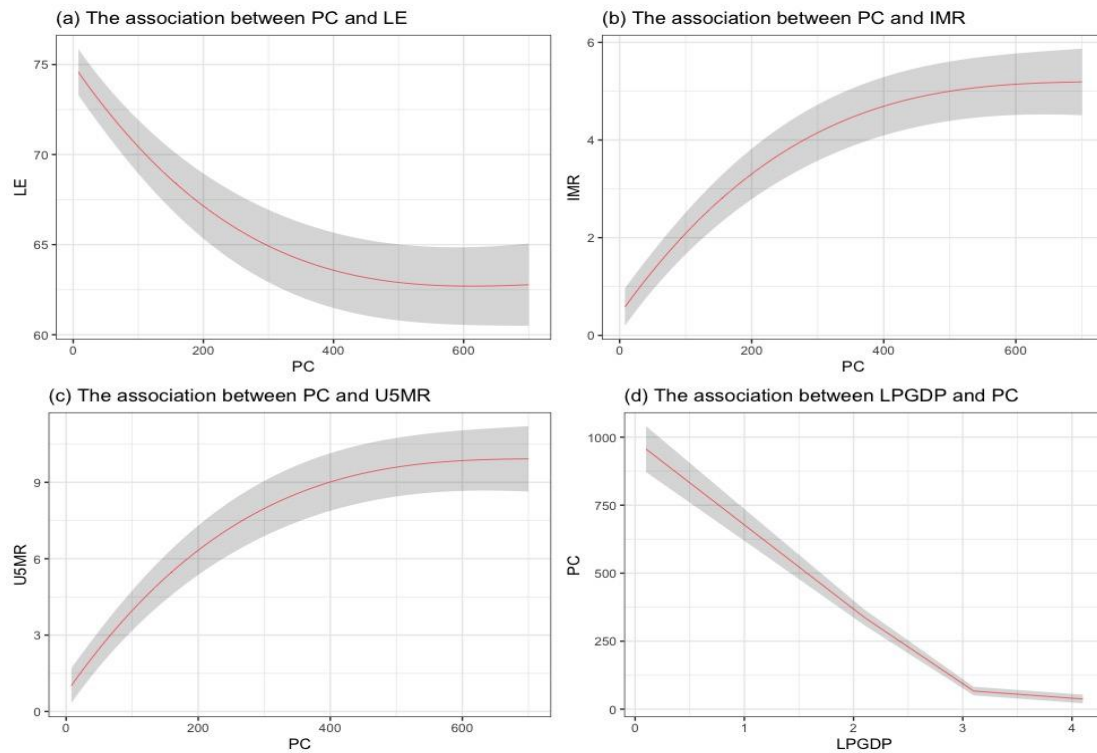 (a) The association between PC and LE
75
70
65
60
LE
0 200 400 600
PC
(b) The association between PC and IMR
6
4
2
0
IMR
0 200 400 600
PC
(c) The association between PC and U5MR
9
6
3
0
U5MR
0 200 400 600
PC
(d) The association between LPGDP and PC
1000
750
500
250
0
PC
0 1 2 3 4
LPGDP